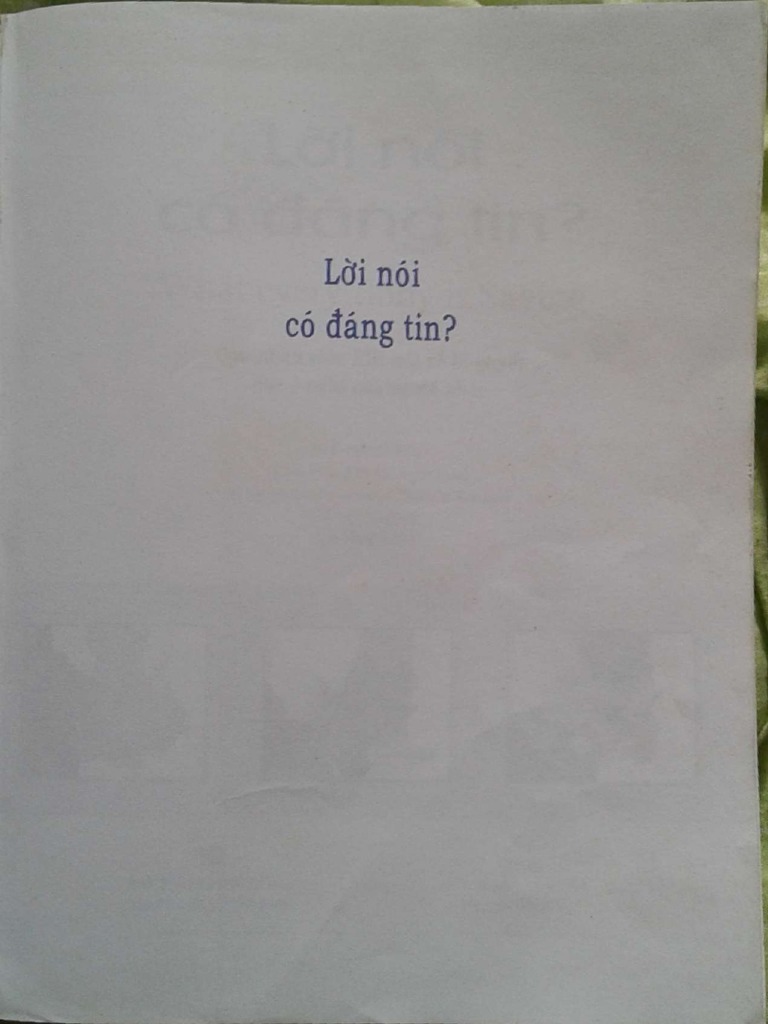 Lời nói
có đáng tin?